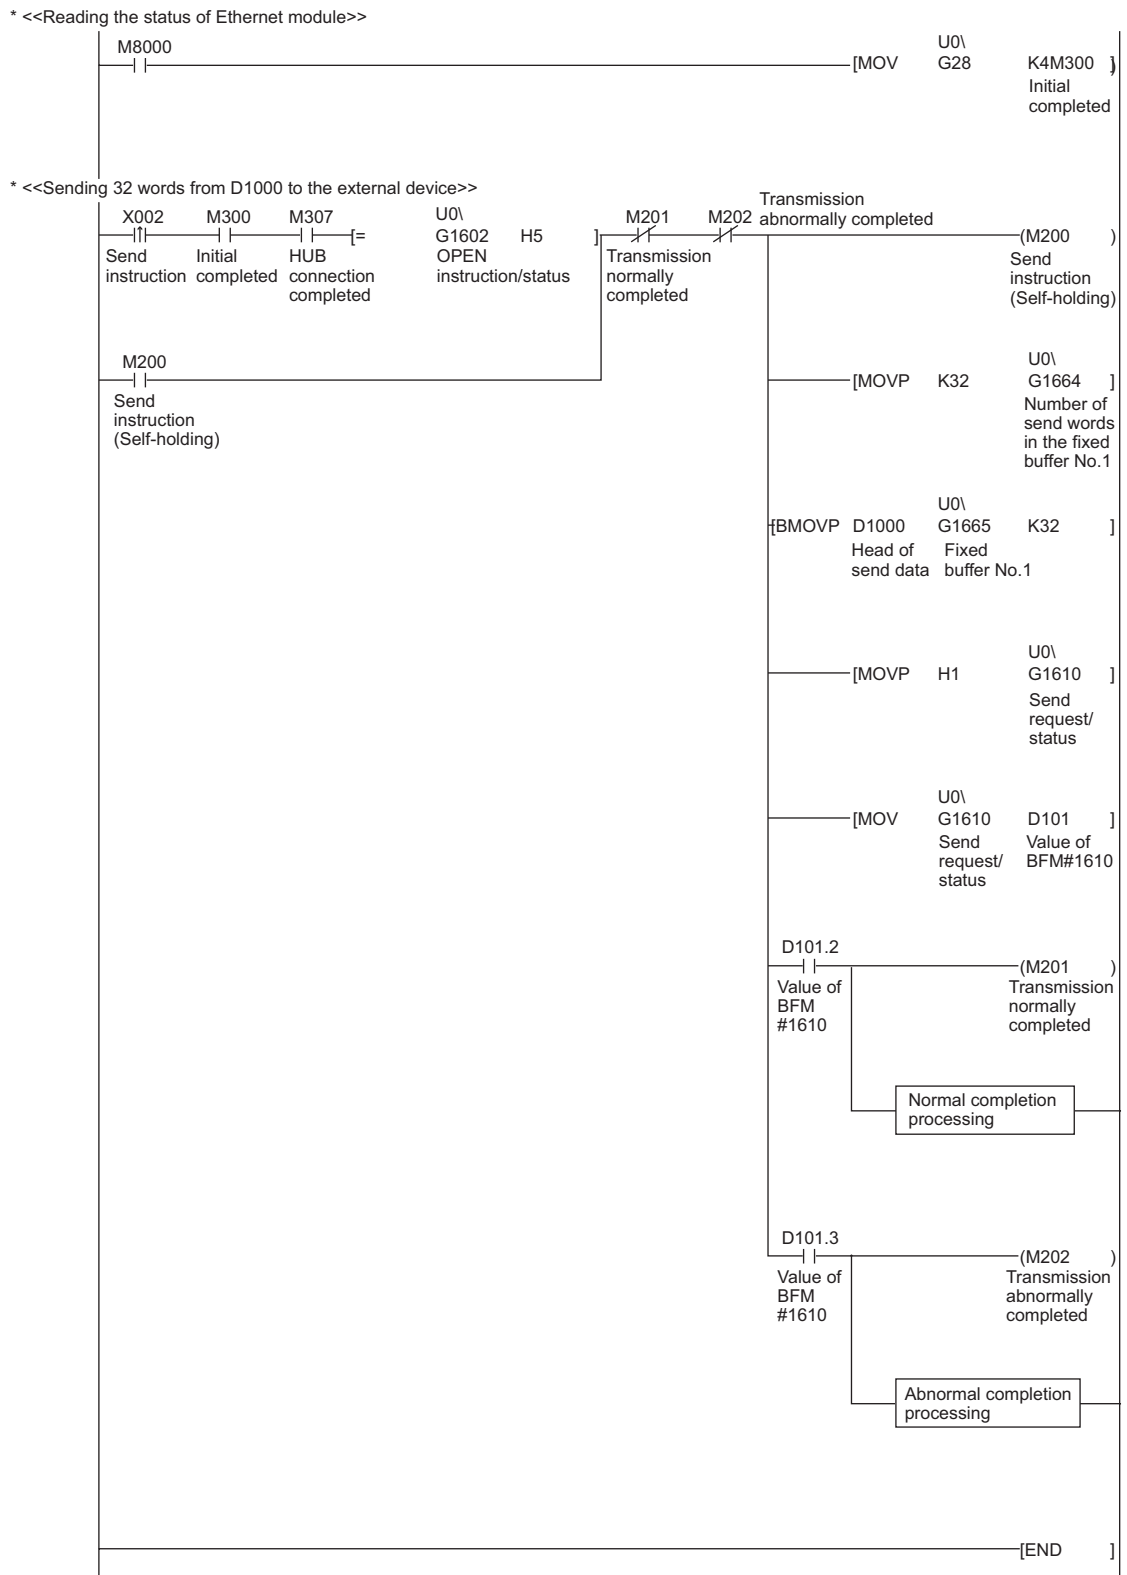 * <<Reading the status of Ethernet module>>
M8000
[MOV U0\ G28 K4M300 ]
Initial
completed
* <<Sending 32 words from D1000 to the external device>>
X002
Send
instruction
M300
Initial
completed
M307
HUB
connection
completed
[= U0\ G1602 H5 ]
OPEN
instruction/status
M201
Transmission
normally
completed
M202
Transmission
abnormally completed
(M200 )
Send
instruction
(Self-holding)
M200
Send
instruction
(Self-holding)
[MOVP K32 U0\ G1664 ]
Number of
send words
in the fixed
buffer No.1
[BMOVP D1000 U0\ G1665 K32 ]
Head of
send data
Fixed
buffer No.1
[MOVP H1 U0\ G1610 ]
Send
request/
status
[MOV U0\ G1610 D101 ]
Send
request/
status
Value of
BFM#1610
D101.2
Value of
BFM
#1610
(M201 )
Transmission
normally
completed
Normal completion
processing
D101.3
Value of
BFM
#1610
(M202 )
Transmission
abnormally
completed
Abnormal completion
processing
[END ]